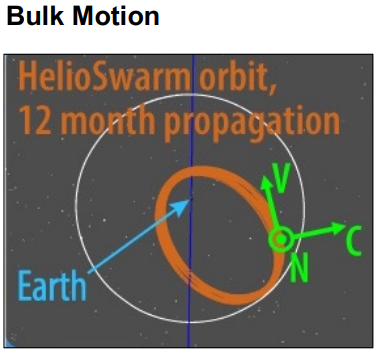 Bulk Motion
HelioSwarm orbit,
12 month propagation
V
C
N
Earth